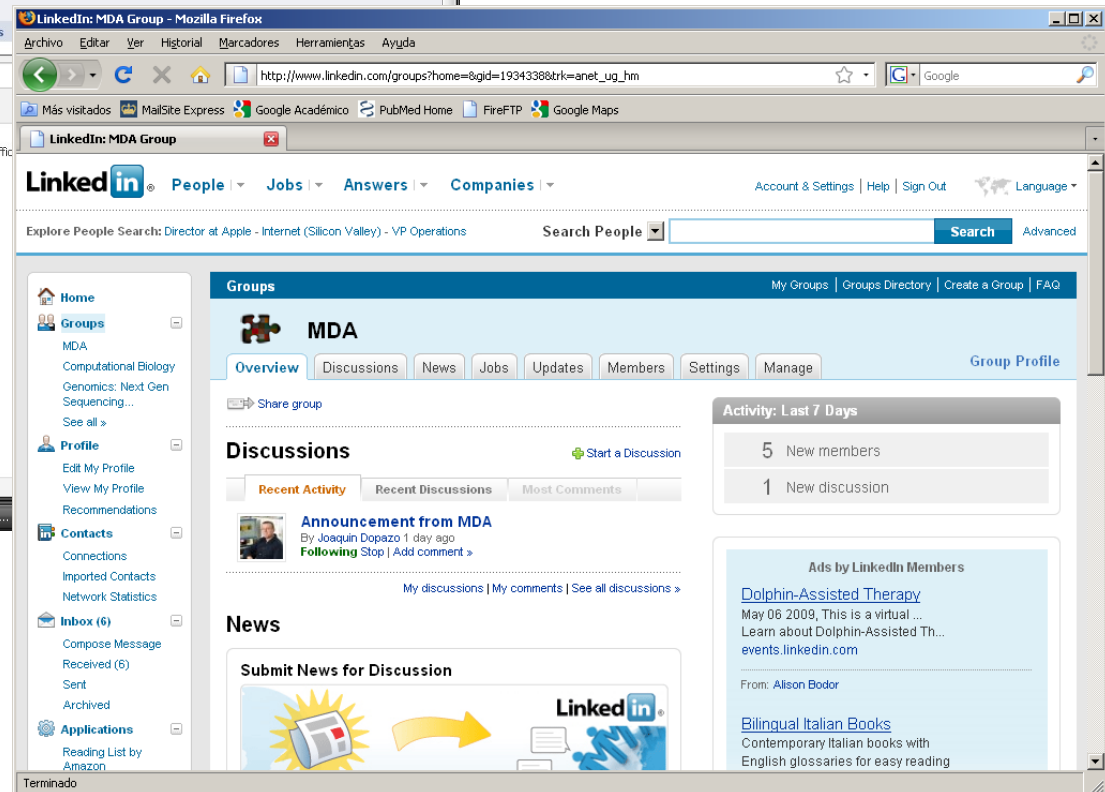 s
LinkedIn: MDA Group - Mozilla Firefox
Archivo Editar Ver Historial Marcadores Herramientas Ayuda
http://www.linkedin.com/groups?home=&gid=1934338&trk=anet_ug_hm
G Google
Más visitados MailSite Express Google Académico PubMed Home FireFTP Google Maps
LinkedIn: MDA Group
Linked in ® People Jobs Answers Companies
Account & Settings | Help | Sign Out Language
Explore People Search: Director at Apple - Internet (Silicon Valley) - VP Operations
Search People Search Advanced
Home
Groups
MDA
Computational Biology
Genomics: Next Gen
Sequencing...
See all »
Profile
Edit My Profile
View My Profile
Recommendations
Contacts
Connections
Imported Contacts
Network Statistics
Inbox (6)
Compose Message
Received (6)
Sent
Archived
Applications
Reading List by
Amazon
Groups
My Groups | Groups Directory | Create a Group | FAQ
MDA
Overview Discussions News Jobs Updates Members Settings Manage
Group Profile
Share group
Discussions
Start a Discussion
Recent Activity Recent Discussions Most Comments
Announcement from MDA
By Joaquin Dopazo 1 day ago
Following Stop | Add comment »
My discussions | My comments | See all discussions »
News
Submit News for Discussion
Linked in ®
Activity: Last 7 Days
5 New members
1 New discussion
Ads by LinkedIn Members
Dolphin-Assisted Therapy
May 06 2009, This is a virtual ...
Learn about Dolphin-Assisted Th...
events.linkedin.com
From: Alison Bodor
Bilingual Italian Books
Contemporary Italian books with
English glossaries for easy reading
Terminado